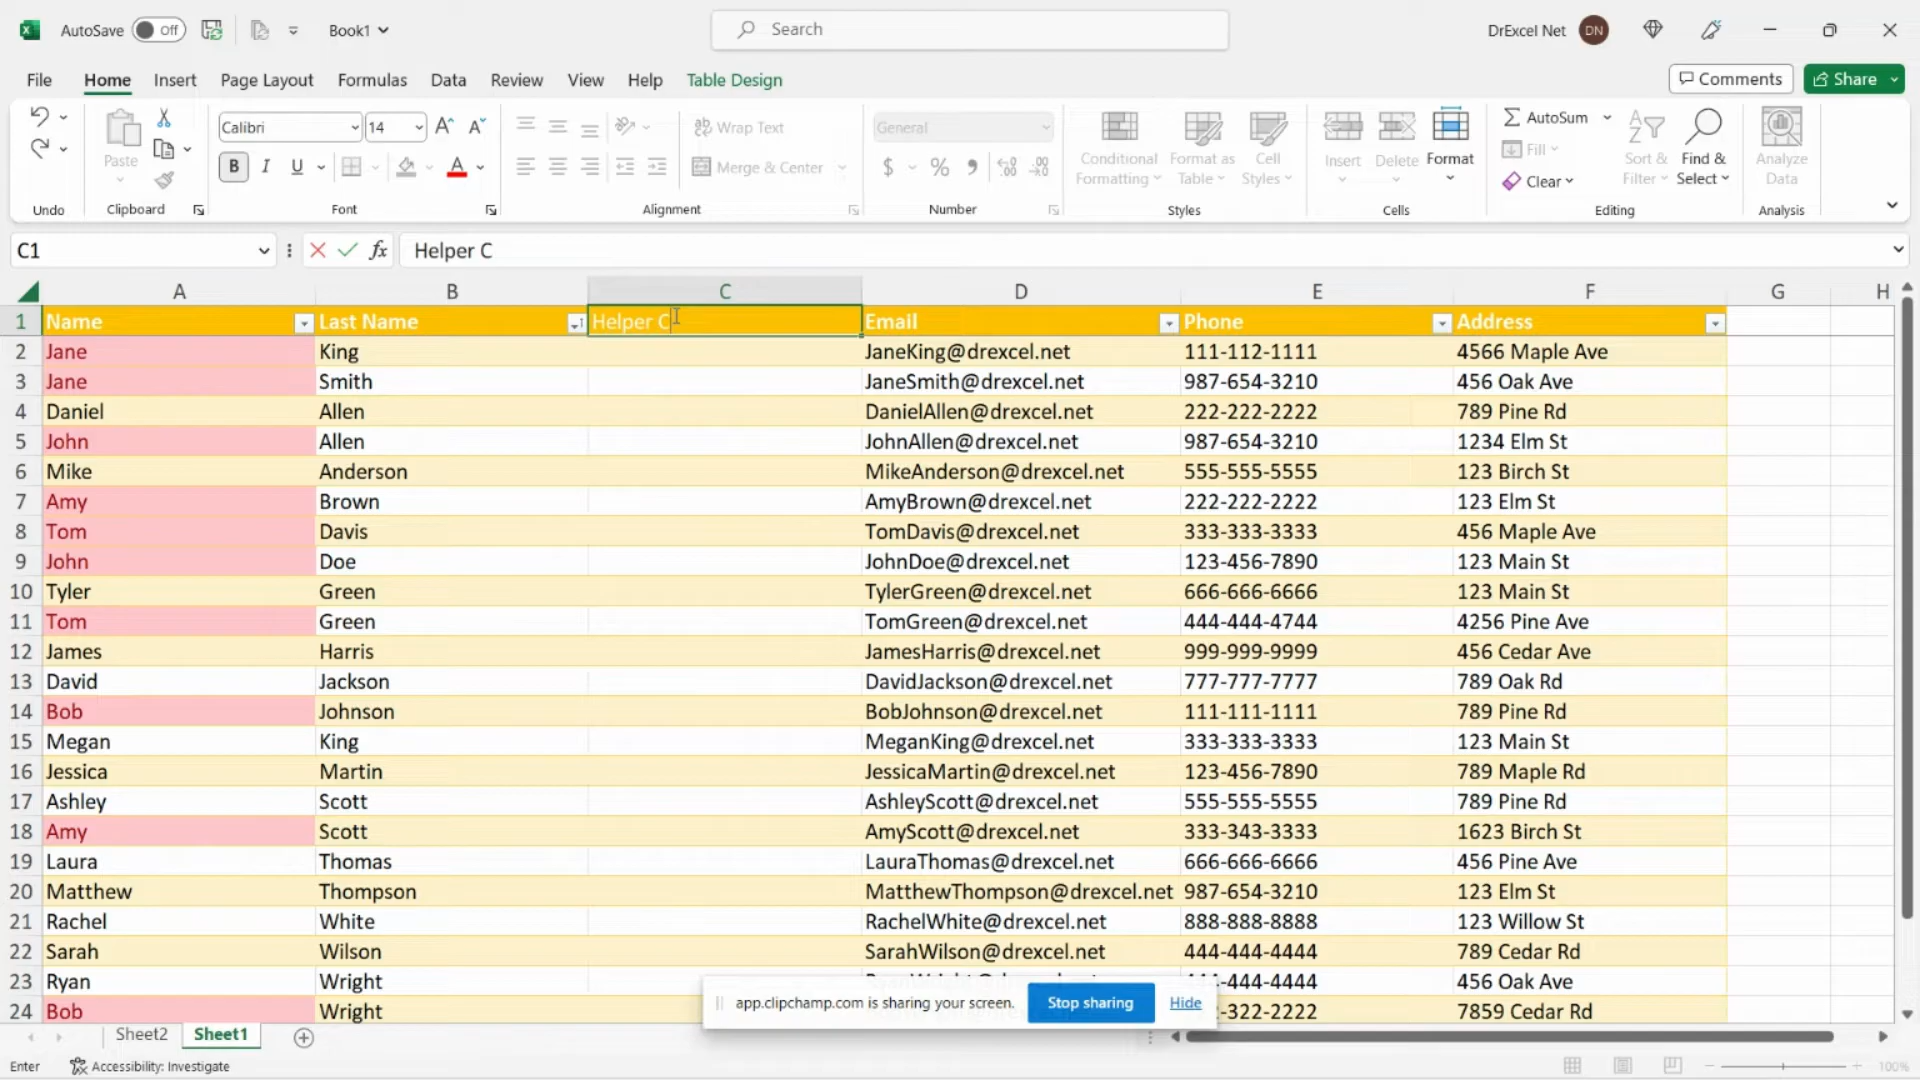 AutoSave Off Book1 Search DrExcel Net DN
File Home Insert Page Layout Formulas Data Review View Help Table Design Comments Share
Calibri 14 Wrap Text General AutoSum
Paste B I U Merge & Center $ % Conditional Formatting Format as Table Cell Styles Insert Delete Format Fill Clear Sort & Filter Find & Select Analyze Data
Undo Clipboard Font Alignment Number Styles Cells Editing Analysis
C1 fx Helper C
A B C D E F G H
1 Name Last Name Helper C Email Phone Address
2 Jane King JaneKing@drexcel.net 111-112-1111 4566 Maple Ave
3 Jane Smith JaneSmith@drexcel.net 987-654-3210 456 Oak Ave
4 Daniel Allen DanielAllen@drexcel.net 222-222-2222 789 Pine Rd
5 John Allen JohnAllen@drexcel.net 987-654-3210 1234 Elm St
6 Mike Anderson MikeAnderson@drexcel.net 555-555-5555 123 Birch St
7 Amy Brown AmyBrown@drexcel.net 222-222-2222 123 Elm St
8 Tom Davis TomDavis@drexcel.net 333-333-3333 456 Maple Ave
9 John Doe JohnDoe@drexcel.net 123-456-7890 123 Main St
10 Tyler Green TylerGreen@drexcel.net 666-666-6666 123 Main St
11 Tom Green TomGreen@drexcel.net 444-444-4744 4256 Pine Ave
12 James Harris JamesHarris@drexcel.net 999-999-9999 456 Cedar Ave
13 David Jackson DavidJackson@drexcel.net 777-777-7777 789 Oak Rd
14 Bob Johnson BobJohnson@drexcel.net 111-111-1111 789 Pine Rd
15 Megan King MeganKing@drexcel.net 333-333-3333 123 Main St
16 Jessica Martin JessicaMartin@drexcel.net 123-456-7890 789 Maple Rd
17 Ashley Scott AshleyScott@drexcel.net 555-555-5555 789 Pine Rd
18 Amy Scott AmyScott@drexcel.net 333-343-3333 1623 Birch St
19 Laura Thomas LauraThomas@drexcel.net 666-666-6666 456 Pine Ave
20 Matthew Thompson MatthewThompson@drexcel.net 987-654-3210 123 Elm St
21 Rachel White RachelWhite@drexcel.net 888-888-8888 123 Willow St
22 Sarah Wilson SarahWilson@drexcel.net 444-444-4444 789 Cedar Rd
23 Ryan Wright 444-4444 456 Oak Ave
24 Bob Wright -322-2222 7859 Cedar Rd
app.clipchamp.com is sharing your screen. Stop sharing Hide
Sheet2 Sheet1
Enter Accessibility: Investigate 100%